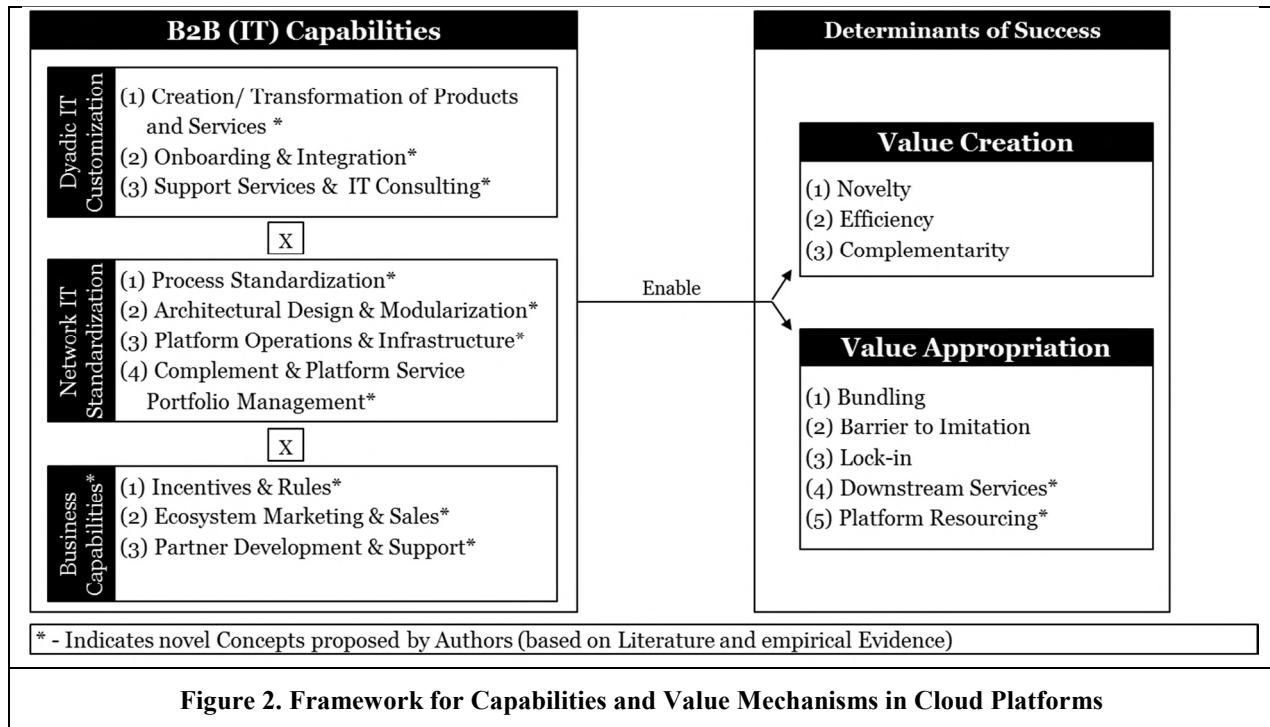 B2B (IT) Capabilities
Dyadic IT
Customization
(1) Creation/ Transformation of Products
and Services *
(2) Onboarding & Integration*
(3) Support Services & IT Consulting*
X
Network IT
Standardization
(1) Process Standardization*
(2) Architectural Design & Modularization*
(3) Platform Operations & Infrastructure*
(4) Complement & Platform Service
Portfolio Management*
X
Business
Capabilities*
(1) Incentives & Rules*
(2) Ecosystem Marketing & Sales*
(3) Partner Development & Support*
Enable
Determinants of Success
Value Creation
(1) Novelty
(2) Efficiency
(3) Complementarity
Value Appropriation
(1) Bundling
(2) Barrier to Imitation
(3) Lock-in
(4) Downstream Services*
(5) Platform Resourcing*
* - Indicates novel Concepts proposed by Authors (based on Literature and empirical Evidence)
Figure 2. Framework for Capabilities and Value Mechanisms in Cloud Platforms